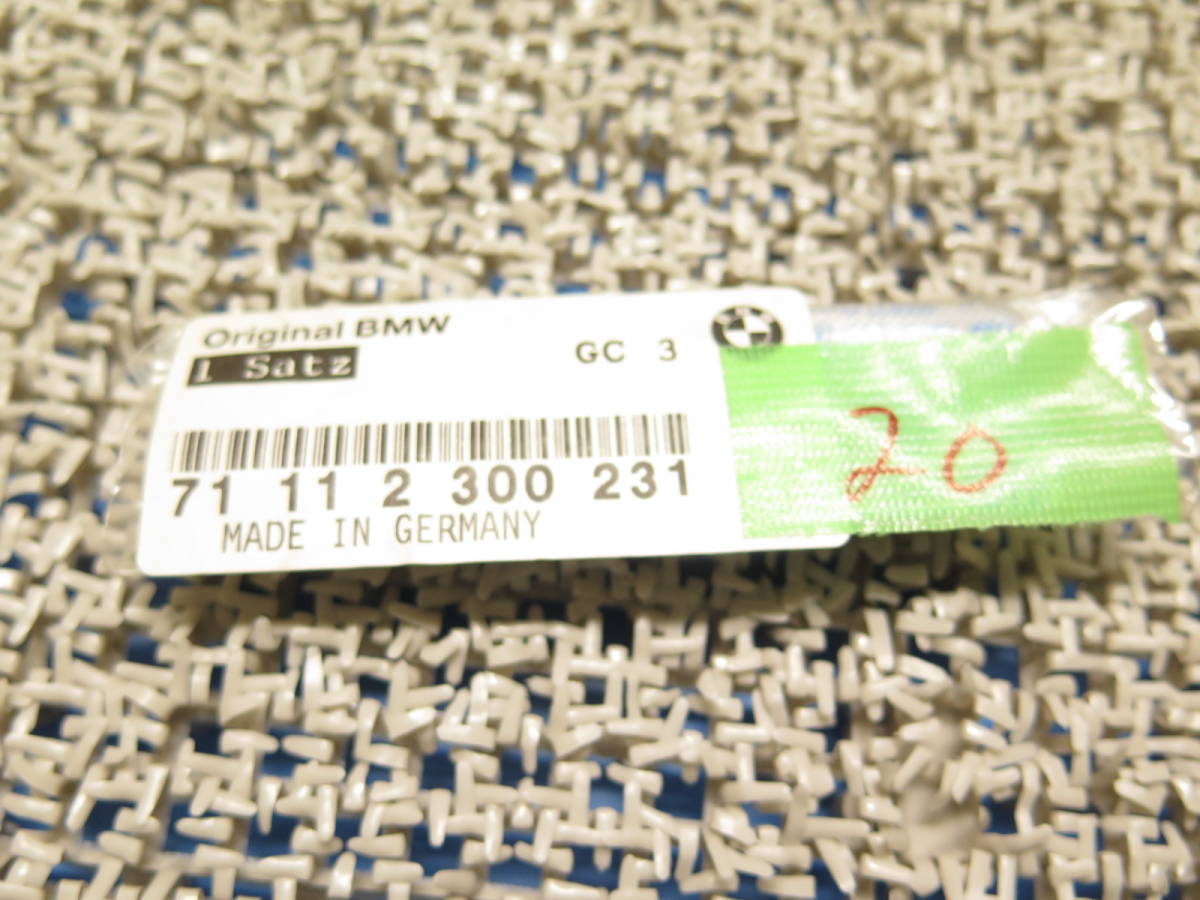 Original BMW
1 Satz
GC 3
71 11 2 300 231
MADE IN GERMANY
20